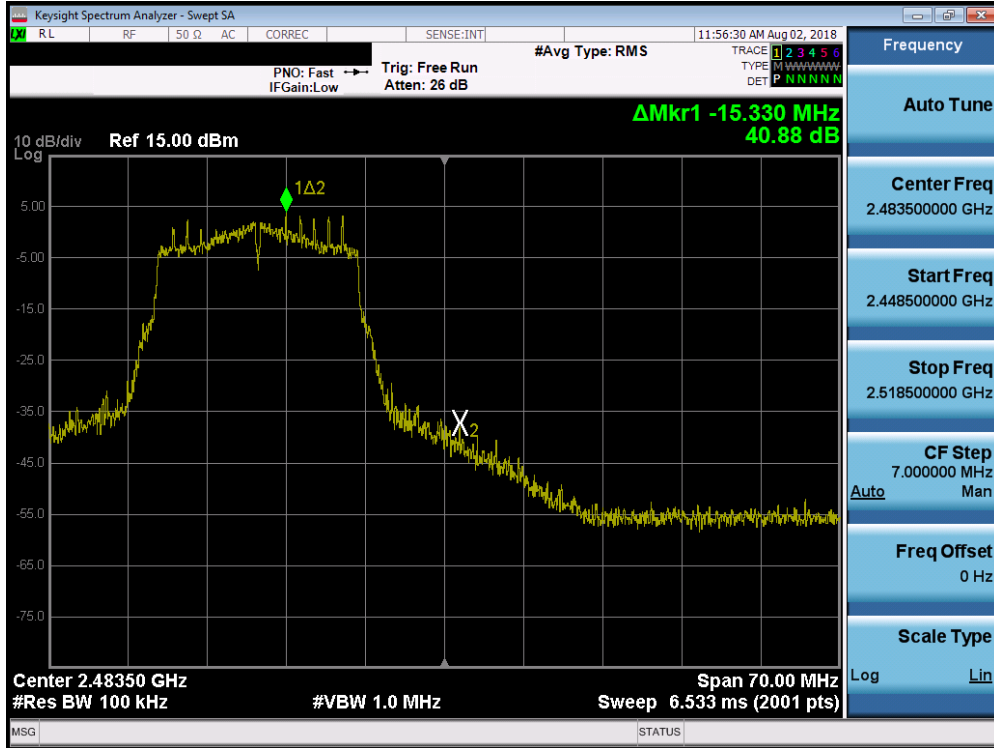 Keysight Spectrum Analyzer - Swept SA
LXI RL RF 50 Ω AC CORREC SENSE:INT 11:56:30 AM Aug 02, 2018
#Avg Type: RMS
TRACE 1 2 3 4 5 6
PNO: Fast Trig: Free Run
TYPE M WWWWW
IFGain:Low Atten: 26 dB
DET P N N N N N
ΔMkr1 -15.330 MHz
40.88 dB
10 dB/div Ref 15.00 dBm
Log
1Δ2
5.00
-5.00
-15.0
-25.0
-35.0
X2
-45.0
-55.0
-65.0
-75.0
Center 2.48350 GHz Span 70.00 MHz
#Res BW 100 kHz #VBW 1.0 MHz Sweep 6.533 ms (2001 pts)
MSG STATUS
Frequency
Auto Tune
Center Freq
2.483500000 GHz
Start Freq
2.448500000 GHz
Stop Freq
2.518500000 GHz
CF Step
7.000000 MHz
Auto Man
Freq Offset
0 Hz
Scale Type
Log Lin